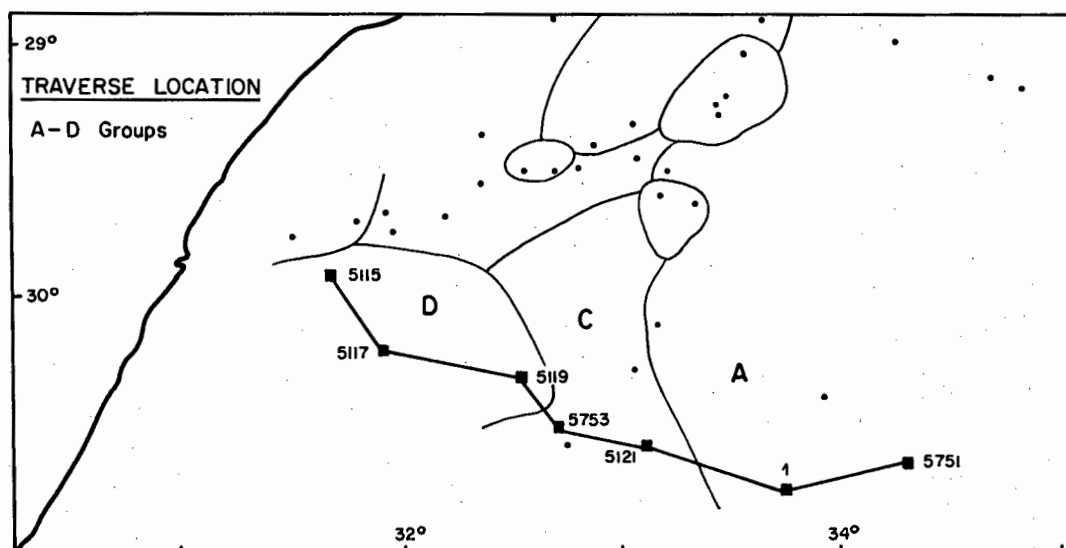 29°
TRAVERSE LOCATION
A-D Groups
30°
5115
D
C
5117
5119
A
5753
5121
1
5751
32°
34°